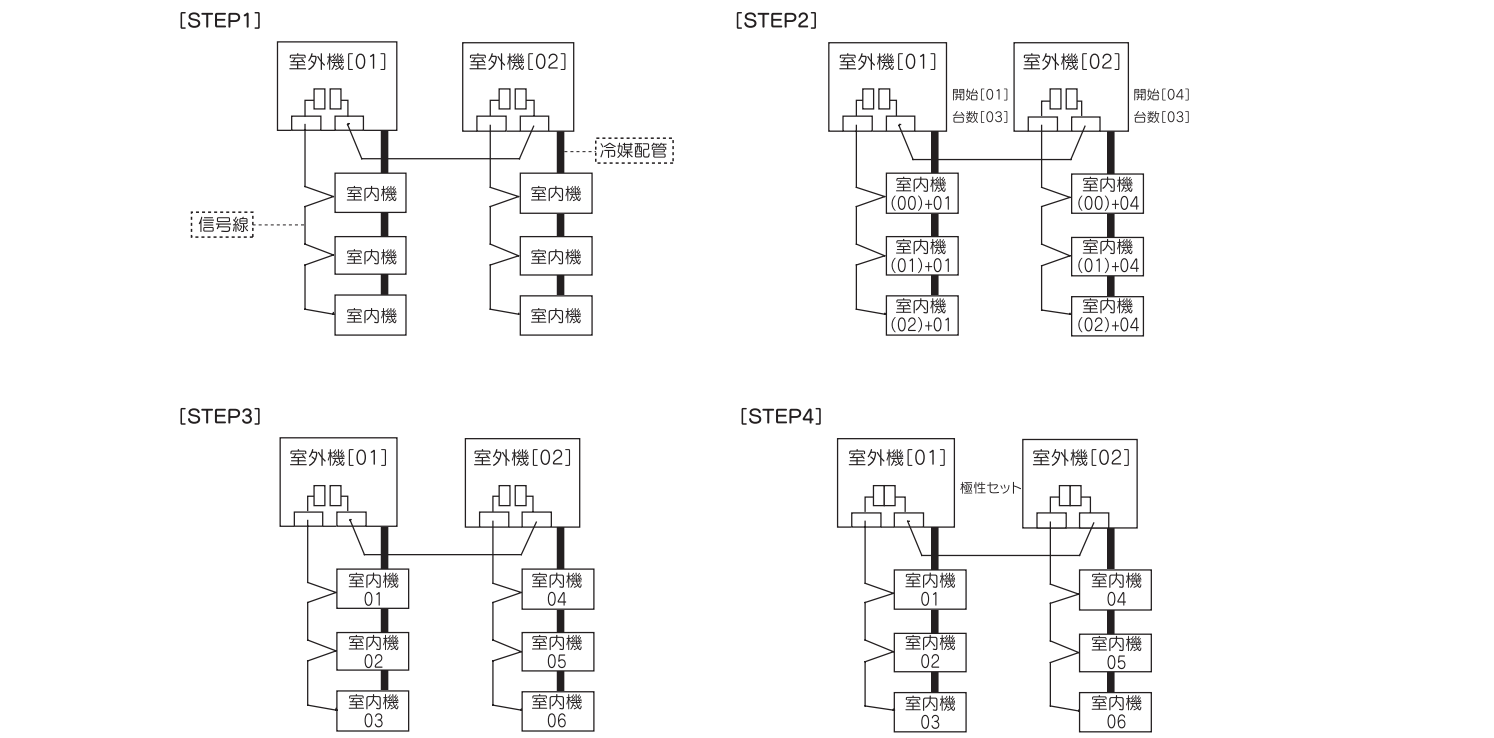 [STEP1]
室外機[01]
室外機[02]
冷媒配管
信号線
室内機
室内機
室内機
室内機
室内機
室内機
[STEP2]
室外機[01]
開始[01]
台数[03]
室外機[02]
開始[04]
台数[03]
室内機
(00)+01
室内機
(01)+01
室内機
(02)+01
室内機
(00)+04
室内機
(01)+04
室内機
(02)+04
[STEP3]
室外機[01]
室外機[02]
室内機
01
室内機
02
室内機
03
室内機
04
室内機
05
室内機
06
[STEP4]
室外機[01]
極性セット
室外機[02]
室内機
01
室内機
02
室内機
03
室内機
04
室内機
05
室内機
06